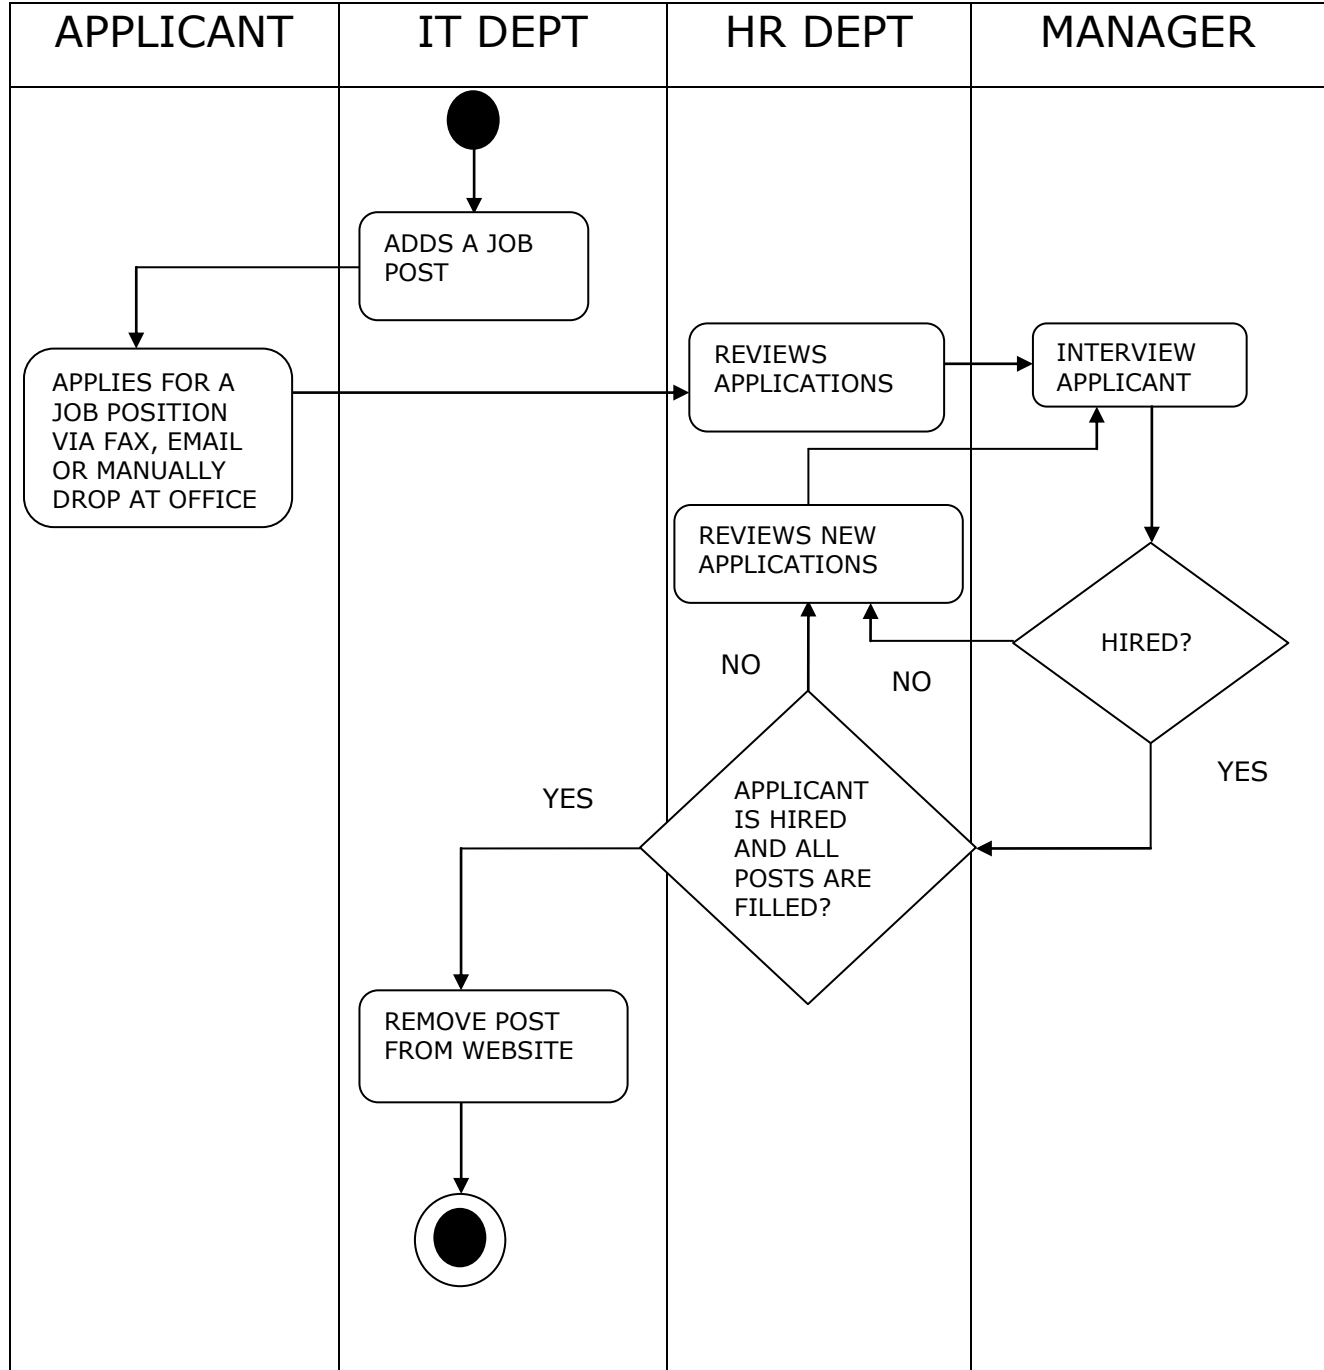 APPLICANT
IT DEPT
HR DEPT
MANAGER
ADDS A JOB
POST
APPLIES FOR A
JOB POSITION
VIA FAX, EMAIL
OR MANUALLY
DROP AT OFFICE
REVIEWS
APPLICATIONS
INTERVIEW
APPLICANT
REVIEWS NEW
APPLICATIONS
HIRED?
NO
NO
YES
YES
APPLICANT
IS HIRED
AND ALL
POSTS ARE
FILLED?
REMOVE POST
FROM WEBSITE